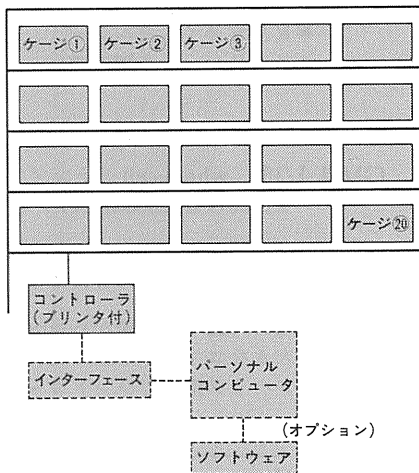 ケージ① ケージ② ケージ③
ケージ⑳
コントローラ
(プリンタ付)
インターフェース
パーソナル
コンピュータ
(オプション)
ソフトウェア